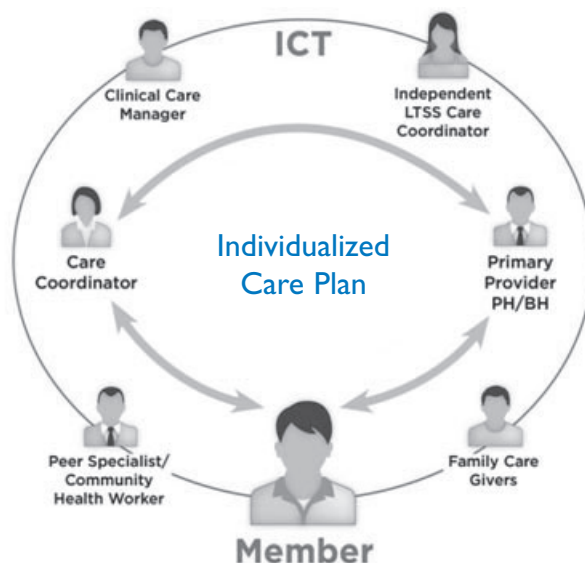 ICT
Clinical Care
Manager
Independent
LTSS Care
Coordinator
Care
Coordinator
Individualized
Care Plan
Primary
Provider
PH/BH
Peer Specialist/
Community
Health Worker
Family Care
Givers
Member